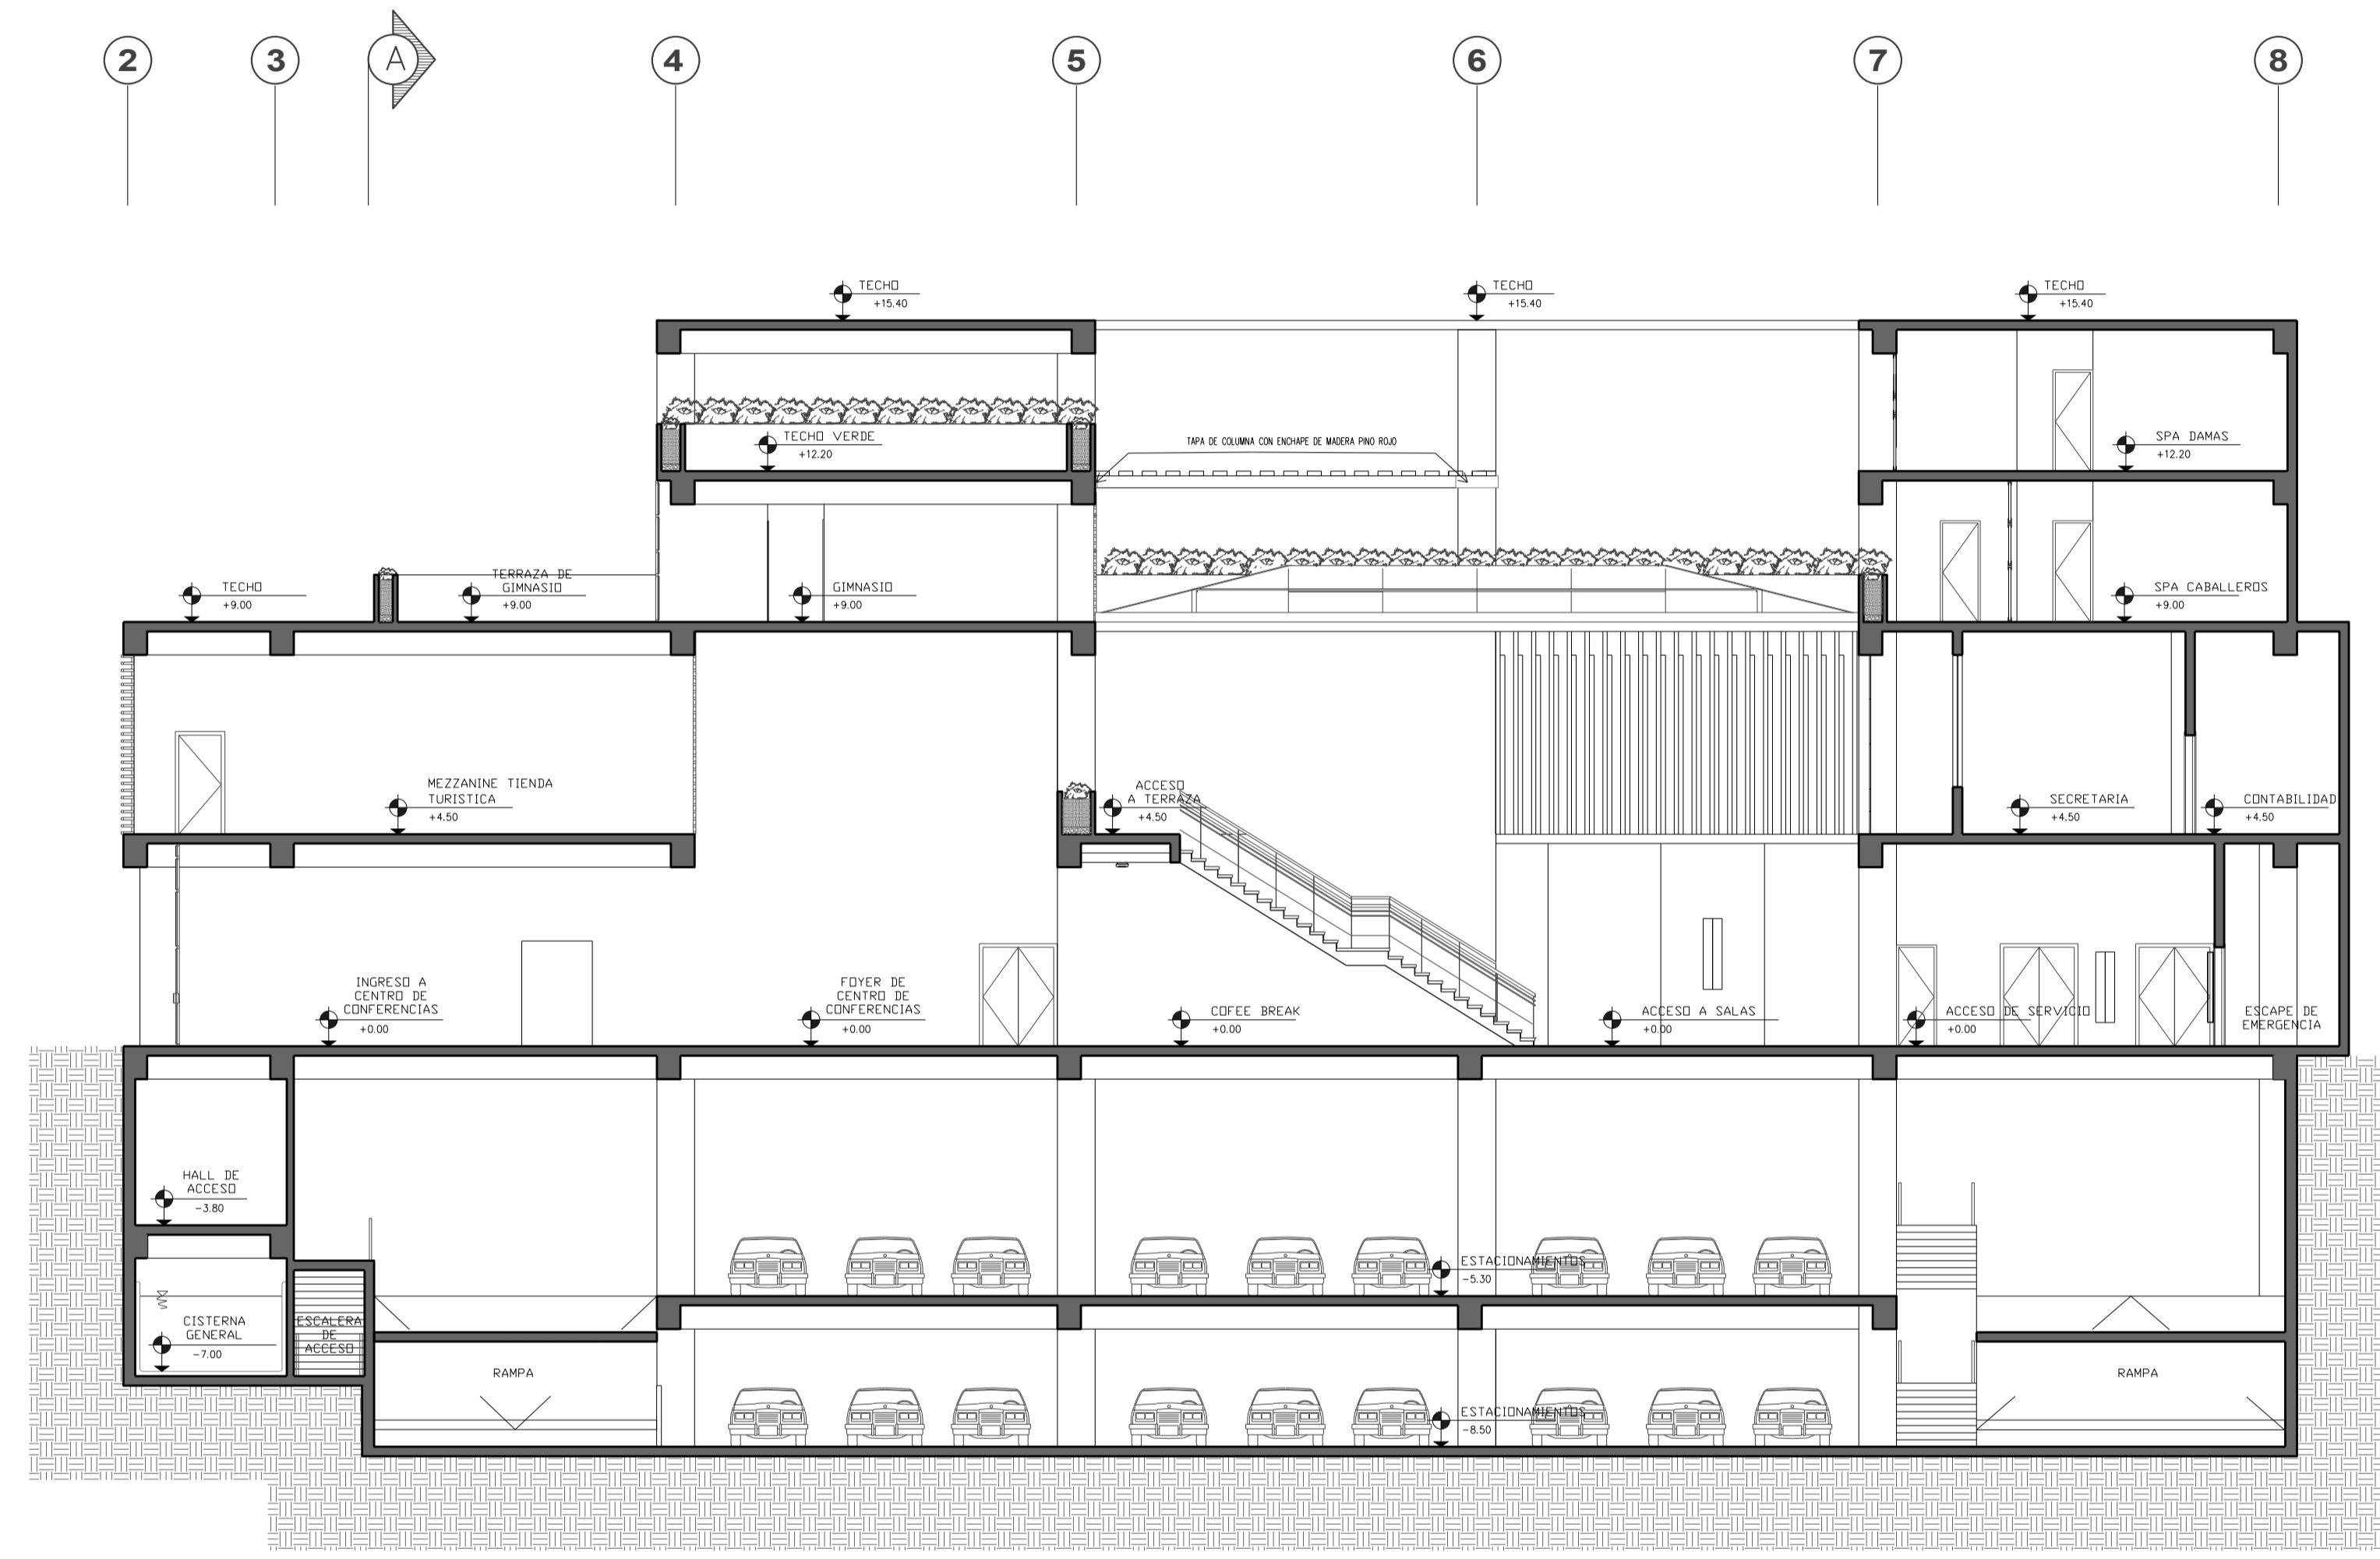 2
3
A
4
5
6
7
8
TECHO
+15.40
TECHO
+15.40
TECHO
+15.40
TECHO VERDE
+12.20
TAPA DE COLUMNA CON ENCHAPE DE MADERA PINO ROJO
SPA DAMAS
+12.20
TECHO
+9.00
TERRAZA DE
GIMNASIO
+9.00
GIMNASIO
+9.00
SPA CABALLEROS
+9.00
MEZZANINE TIENDA
TURISTICA
+4.50
ACCESO
A TERRAZA
+4.50
SECRETARIA
+4.50
CONTABILIDAD
+4.50
INGRESO A
CENTRO DE
CONFERENCIAS
+0.00
FOYER DE
CENTRO DE
CONFERENCIAS
+0.00
COFEE BREAK
+0.00
ACCESO A SALAS
+0.00
ACCESO DE SERVICIO
+0.00
ESCAPE DE
EMERGENCIA
HALL DE
ACCESO
-3.80
ESTACIONAMIENTOS
-5.30
CISTERNA
GENERAL
-7.00
ESCALERA
DE
ACCESO
RAMPA
RAMPA
ESTACIONAMIENTOS
-8.50